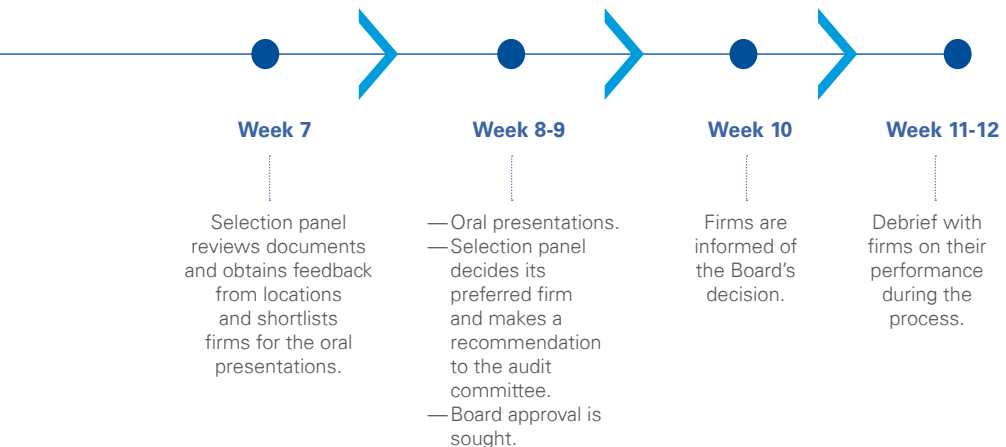 Week 7
Selection panel
reviews documents
and obtains feedback
from locations
and shortlists
firms for the oral
presentations.
Week 8-9
— Oral presentations.
— Selection panel
decides its
preferred firm
and makes a
recommendation
to the audit
committee.
— Board approval is
sought.
Week 10
Firms are
informed of
the Board's
decision.
Week 11-12
Debrief with
firms on their
performance
during the
process.